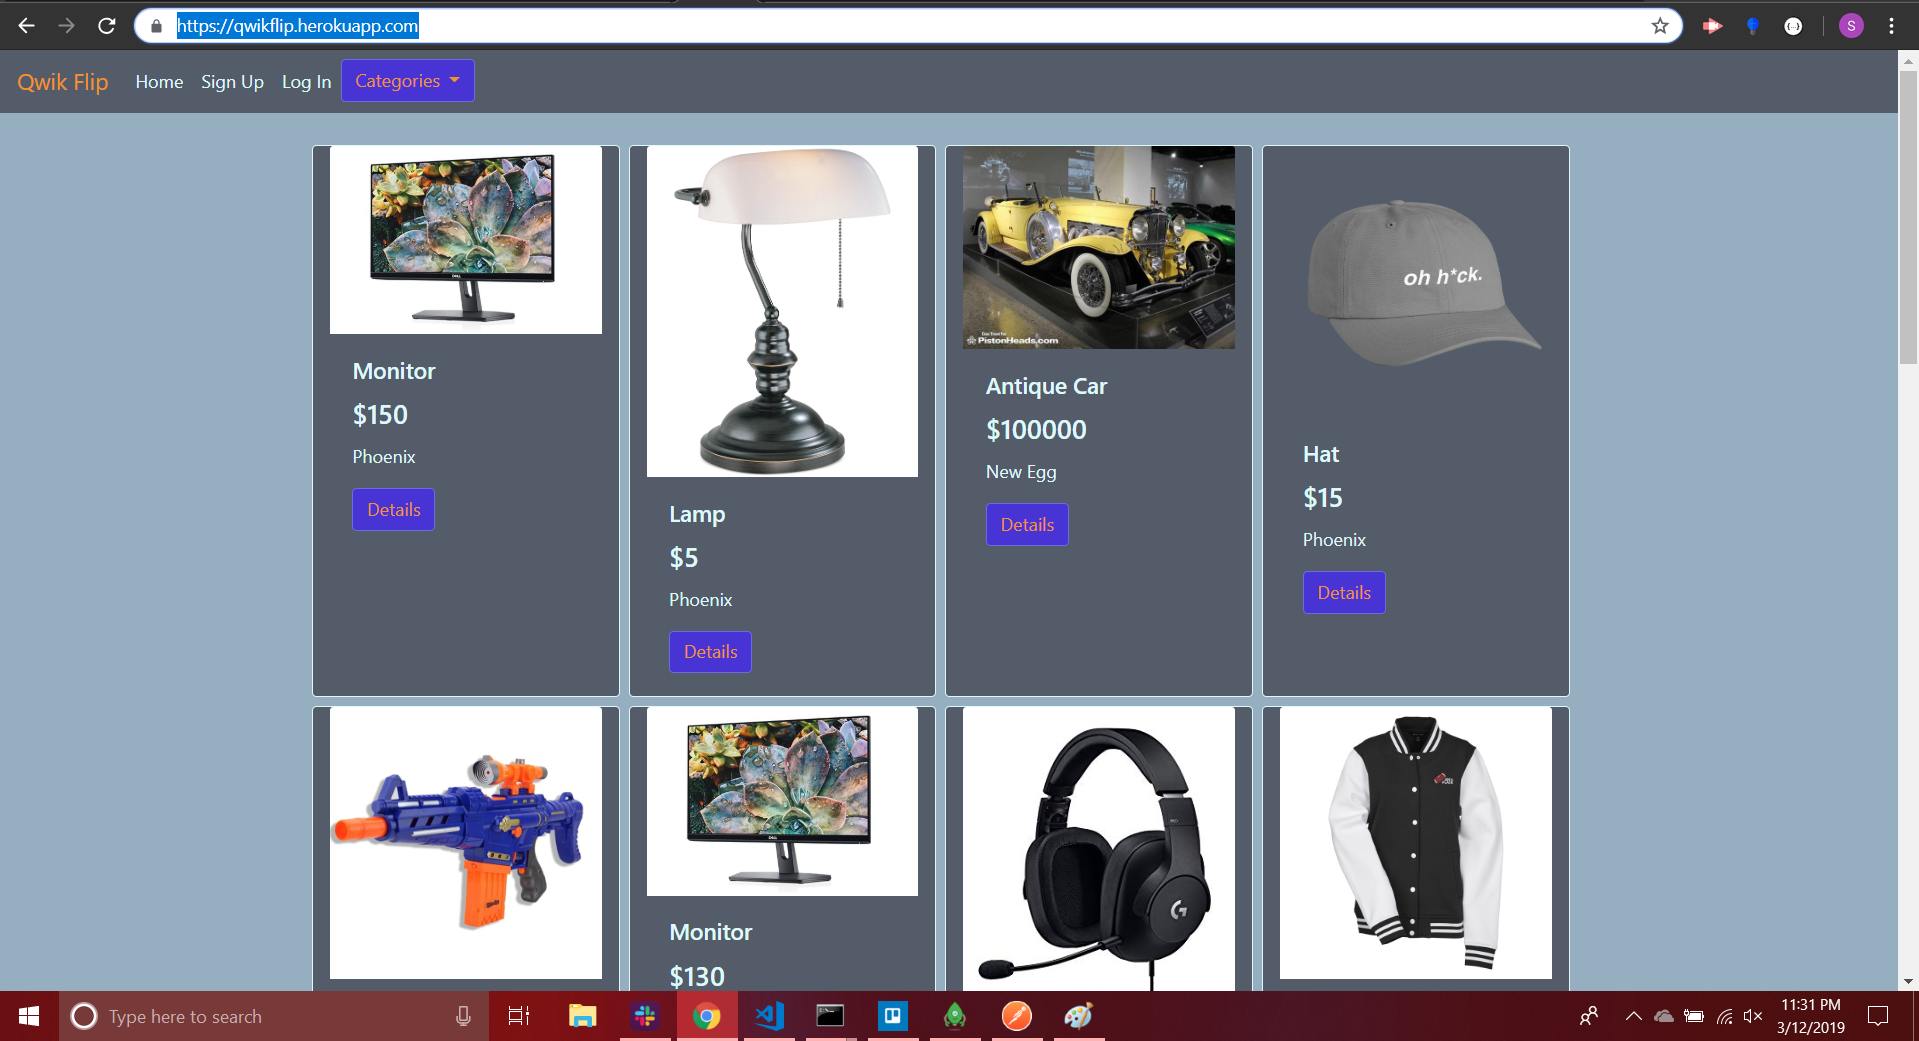 https://qwikflip.herokuapp.com
S
Qwik Flip Home Sign Up Log In Categories
oh h*ck.
PistonHeads.com
Monitor
$150
Phoenix
Details
Lamp
$5
Phoenix
Details
Antique Car
$100000
New Egg
Details
Hat
$15
Phoenix
Details
Monitor
$130
Type here to search
11:31 PM
3/12/2019